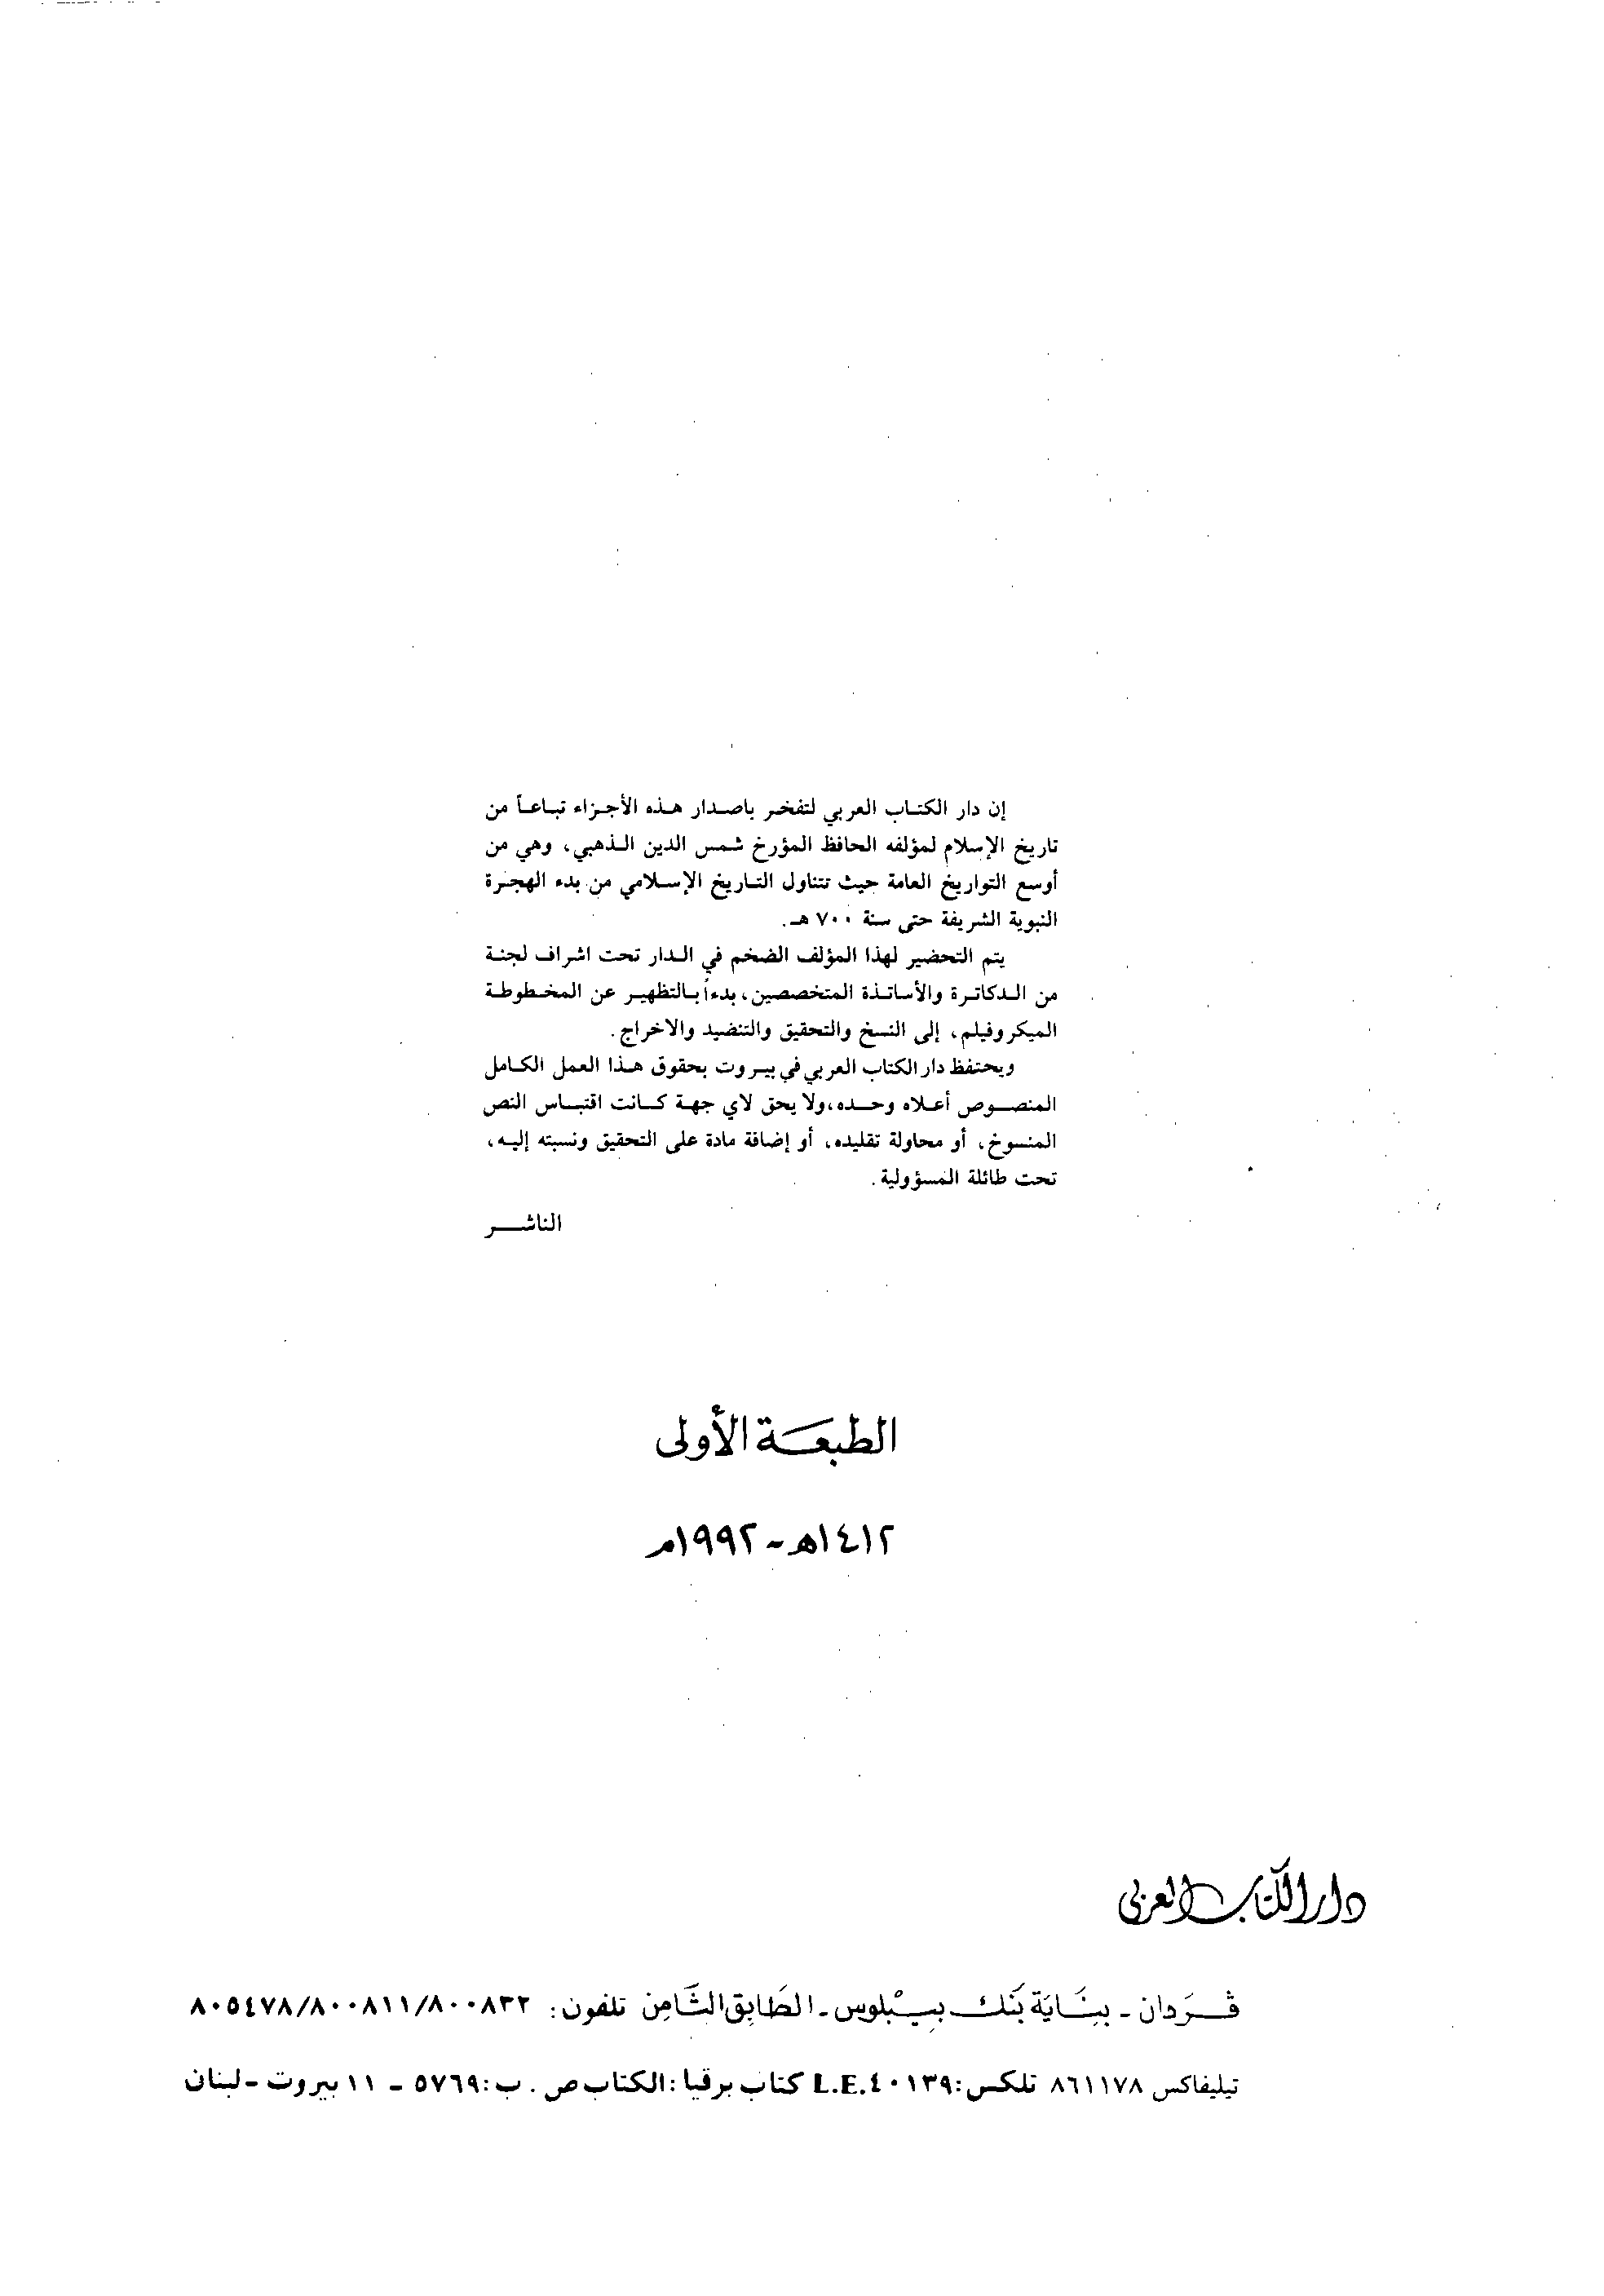 إن دار الكتاب العربي لتفخر باصدار هذه الأجزاء تباعاً من
تاريخ الإسلام لمؤلفه الحافظ المؤرخ شمس الدين الذهبي، وهي من
أوسع التواريخ العامة حيث تتناول التاريخ الإسلامي من بدء الهجرة
النبوية الشريفة حتى سنة ٧٠٠ هـ.
يتم التحضير لهذا المؤلف الضخم في الدار تحت اشراف لجنة
من الدكاترة والأساتذة المتخصصين، بدءاً بالتظهير عن المخطوطة
الميكروفيلم، إلى النسخ والتحقيق والتنضيد والاخراج.
ويحتفظ دار الكتاب العربي في بيروت بحقوق هذا العمل الكامل
المنصوص أعلاه وحده، ولا يحق لاي جهة كانت اقتباس النص
المنسوخ، أو محاولة تقليده، أو إضافة مادة على التحقيق ونسبته إليه،
تحت طائلة المسؤولية.
الناشر
الطبعة الأولى
١٤١٢هـ - ١٩٩٢م
دار الكتاب العربي
ڤردان - بناية بنك بيبلوس - الطابق الثامن تلفون: ٨٠٠٨٣٢/٨٠٠٨١١/٨٠٥٤٧٨
تيليفاكس ٨٦١١٧٨ تلكس: L.E.٤٠١٣٩ كتاب برقيا: الكتاب ص. ب: ٥٧٦٩ - ١١ بيروت - لبنان